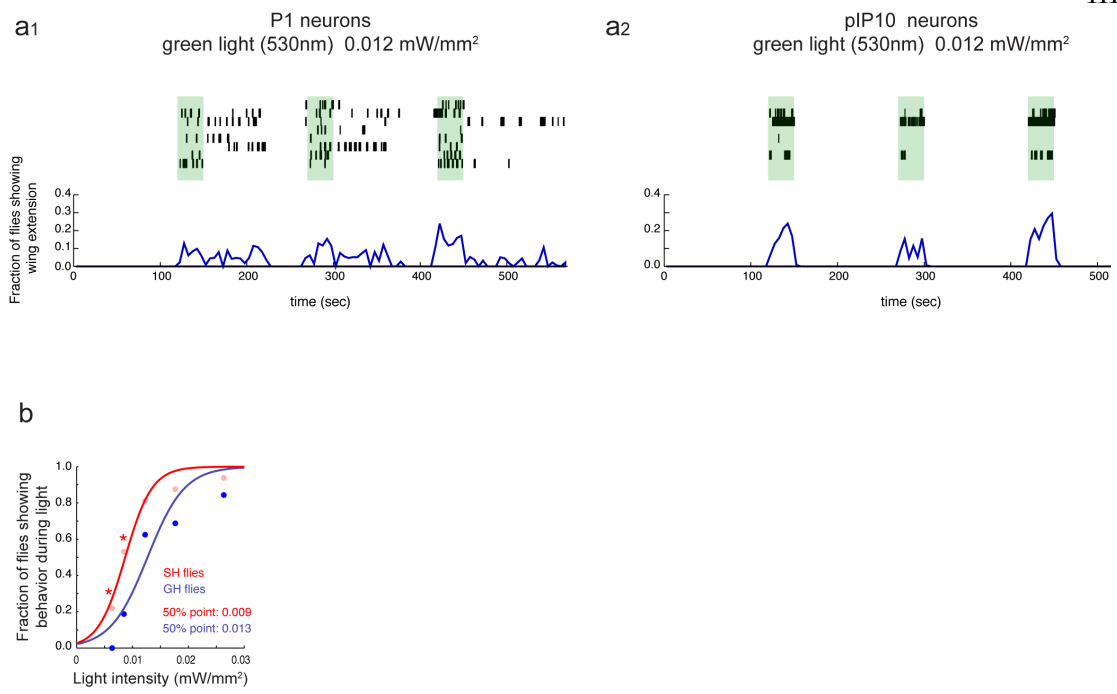 a1
P1 neurons
green light (530nm) 0.012 mW/mm²
Fraction of flies showing
wing extension
0.4
0.3
0.2
0.1
0.0
100
200
300
400
500
time (sec)
a2
pIP10 neurons
green light (530nm) 0.012 mW/mm²
0.4
0.2
0.0
0
100
200
300
400
500
time (sec)
b
Fraction of flies showing
behavior during light
1.0
0.8
0.6
0.4
0.2
0.0
* *
SH flies
GH flies
50% point: 0.009
50% point: 0.013
0
0.01
0.02
0.03
Light intensity (mW/mm²)